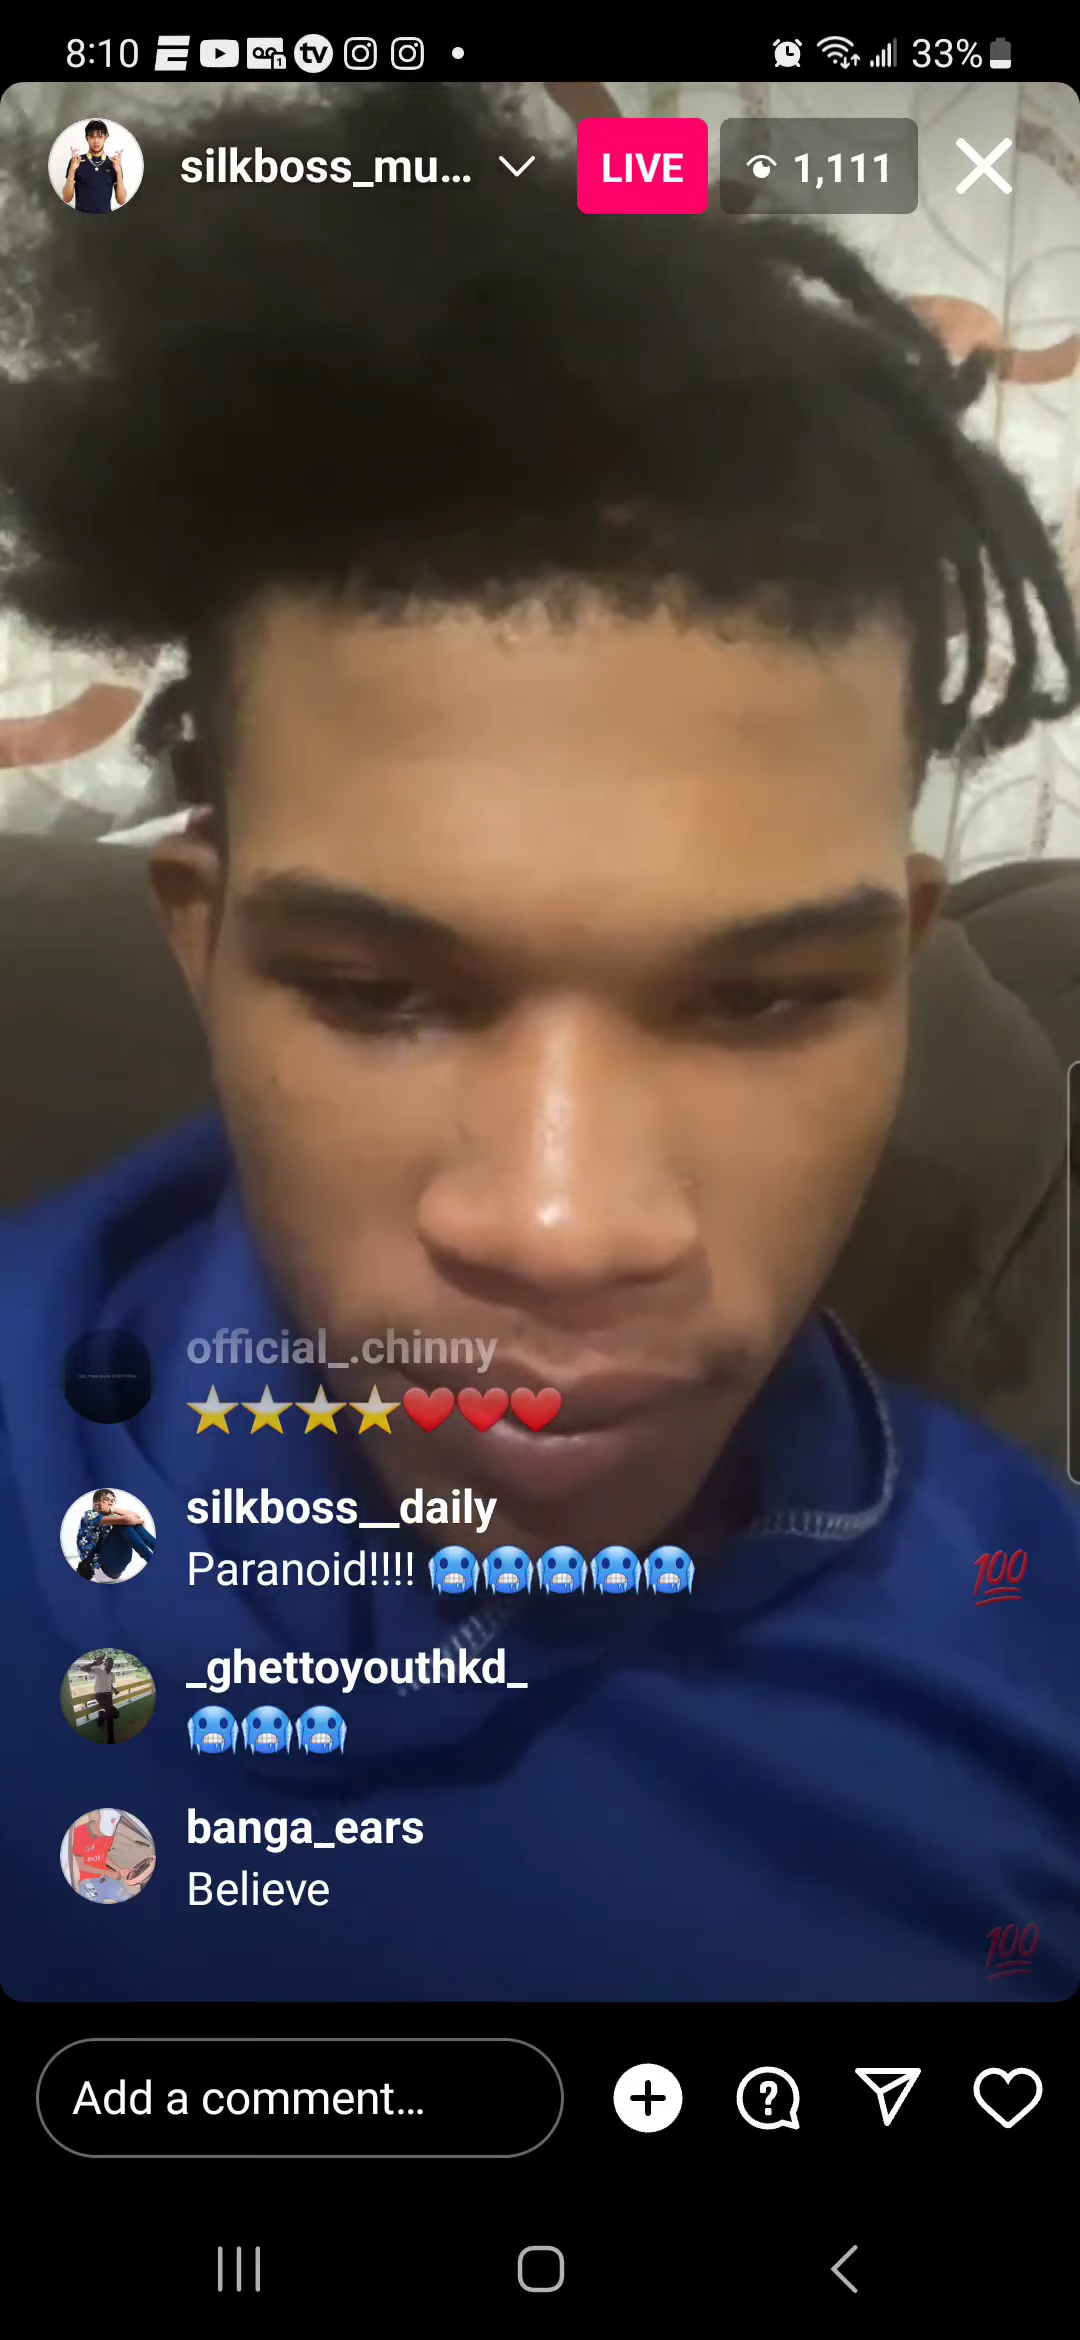 8:10
33%
silkboss_mu...
LIVE
1,111
official_.chinny
⭐⭐⭐⭐❤️❤️❤️
silkboss__daily
Paranoid!!!! 🥶🥶🥶🥶🥶
💯
_ghettoyouthkd_
🥶🥶🥶
banga_ears
Believe
💯
Add a comment...